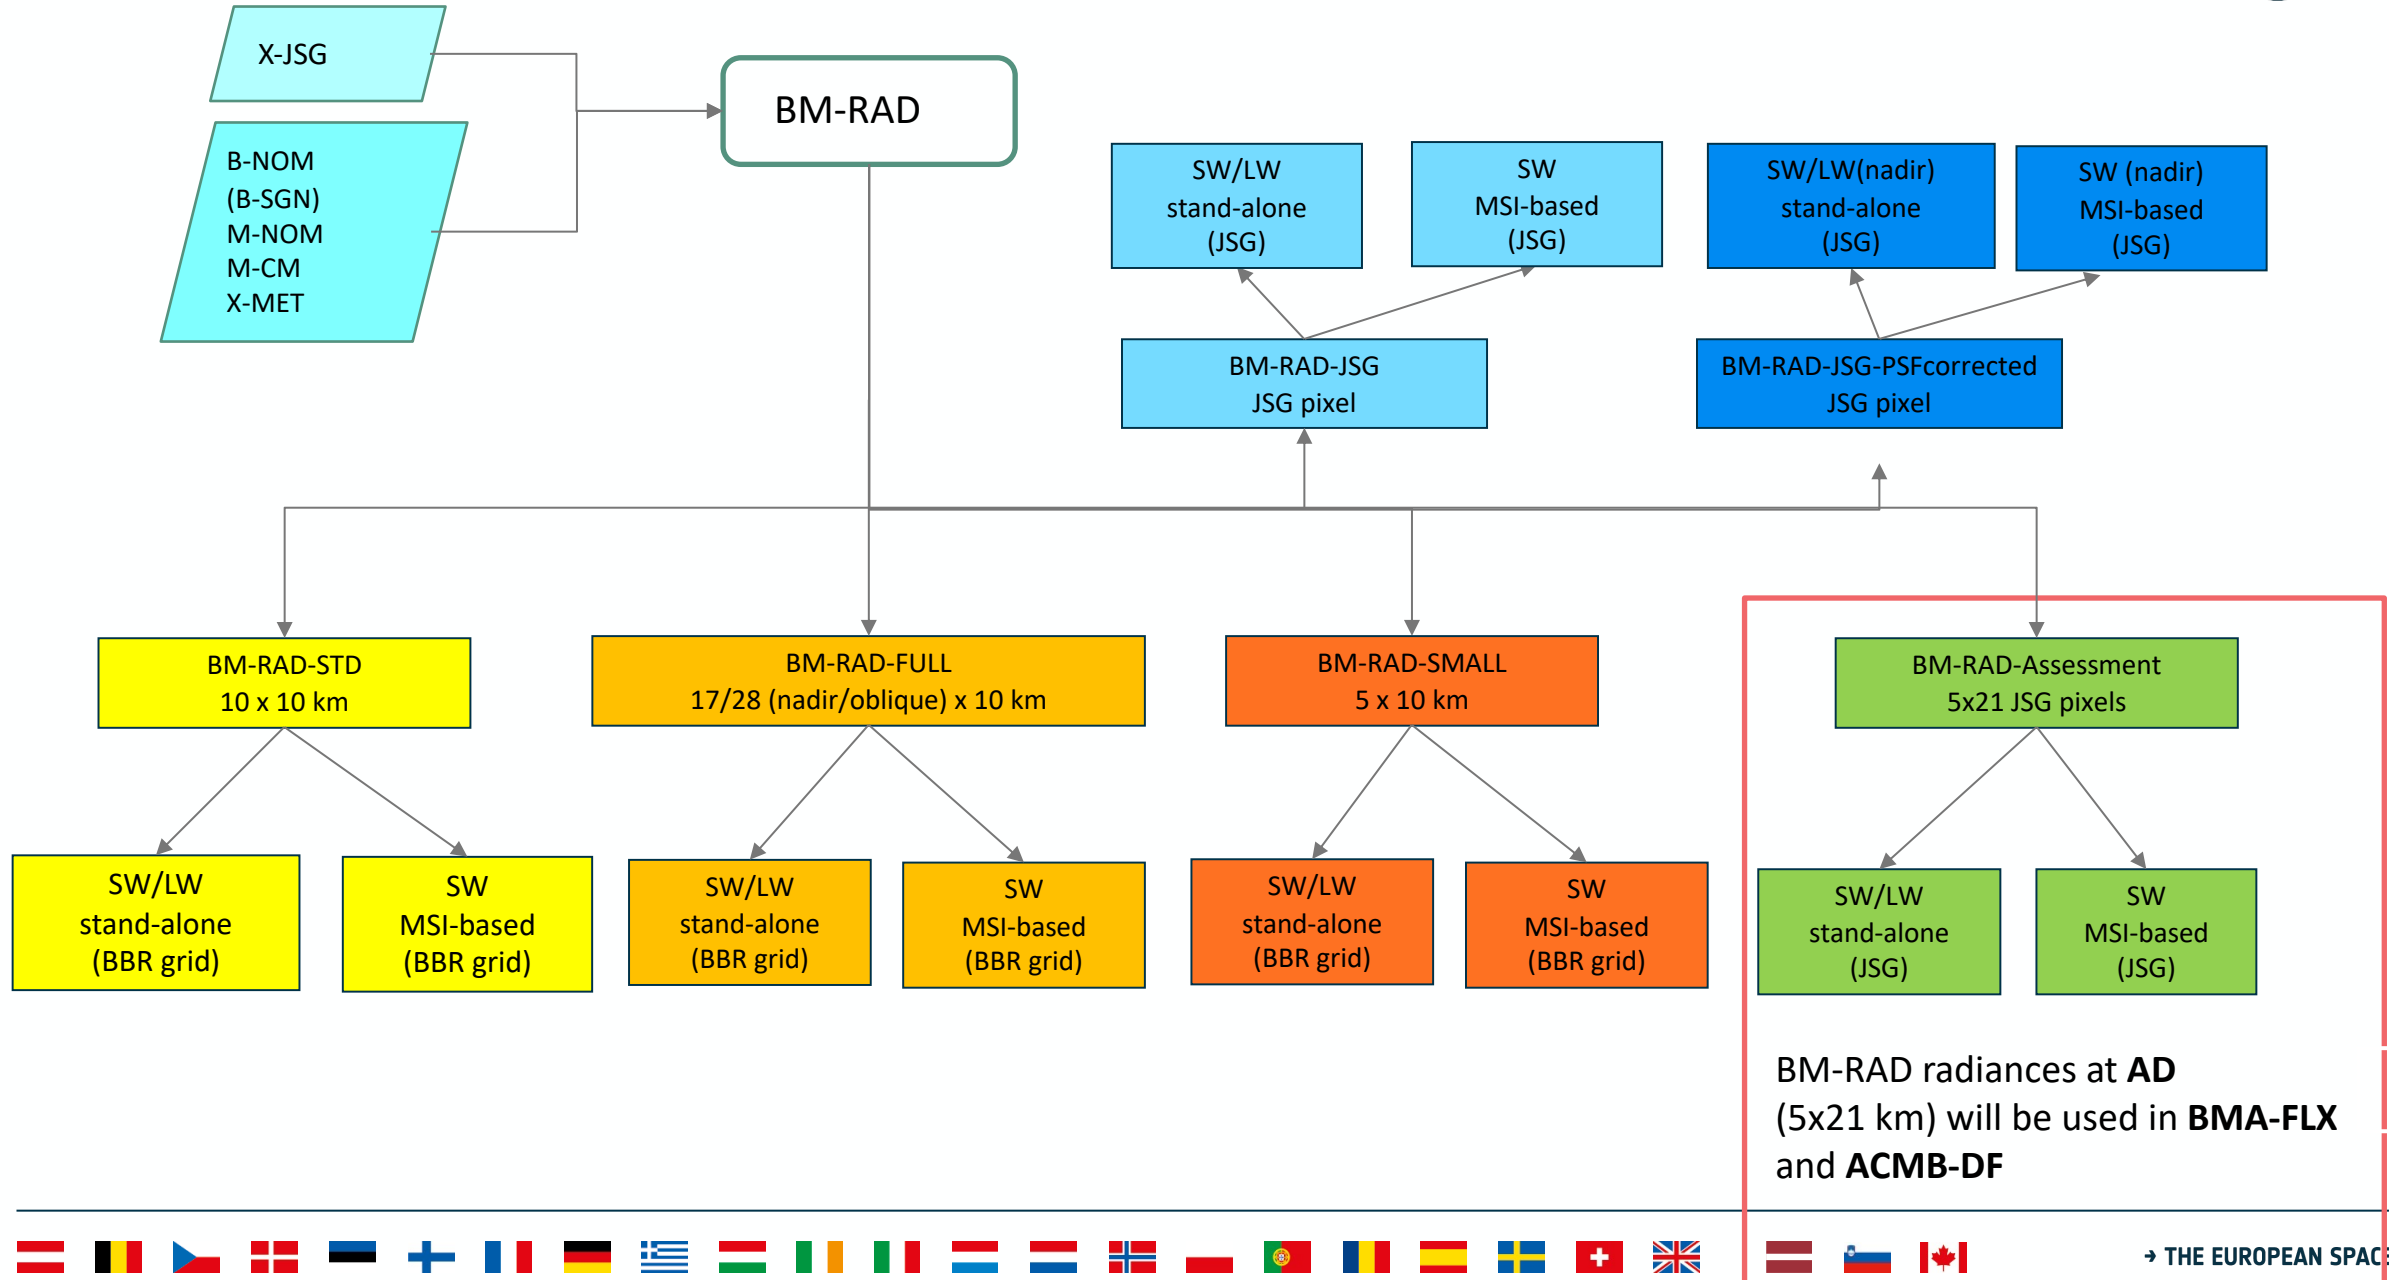 X-JSG
B-NOM
(B-SGN)
M-NOM
M-CM
X-MET
BM-RAD
SW/LW
stand-alone
(JSG)
SW
MSI-based
(JSG)
SW/LW(nadir)
stand-alone
(JSG)
SW (nadir)
MSI-based
(JSG)
BM-RAD-JSG
JSG pixel
BM-RAD-JSG-PSFcorrected
JSG pixel
BM-RAD-STD
10 x 10 km
BM-RAD-FULL
17/28 (nadir/oblique) x 10 km
BM-RAD-SMALL
5 x 10 km
BM-RAD-Assessment
5x21 JSG pixels
SW/LW
stand-alone
(BBR grid)
SW
MSI-based
(BBR grid)
SW/LW
stand-alone
(BBR grid)
SW
MSI-based
(BBR grid)
SW/LW
stand-alone
(BBR grid)
SW
MSI-based
(BBR grid)
SW/LW
stand-alone
(JSG)
SW
MSI-based
(JSG)
BM-RAD radiances at AD
(5x21 km) will be used in BMA-FLX
and ACMB-DF
→ THE EUROPEAN SPACE